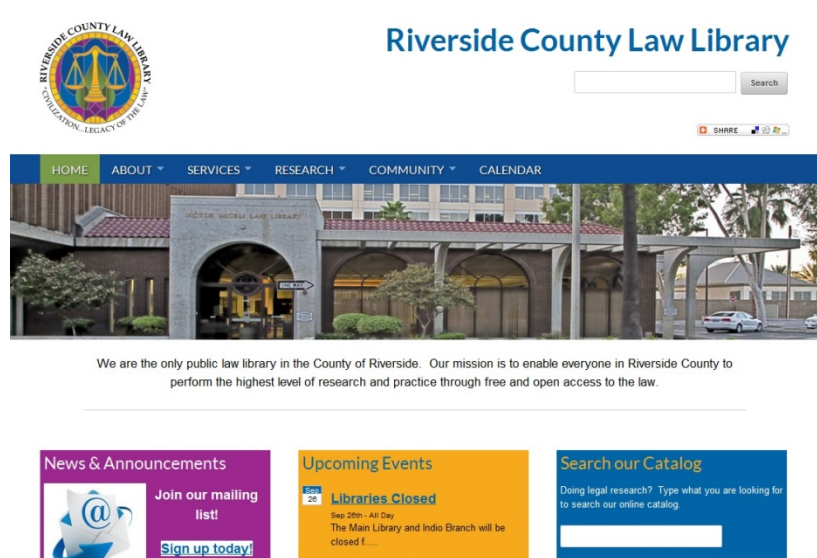 RIVERSIDE COUNTY LAW LIBRARY
CIVILIZATION...LEGACY OF THE LAW
Riverside County Law Library
Search
SHARE
HOME ABOUT SERVICES RESEARCH COMMUNITY CALENDAR
VICTOR MICELI LAW LIBRARY
ONE WAY
We are the only public law library in the County of Riverside. Our mission is to enable everyone in Riverside County to
perform the highest level of research and practice through free and open access to the law.
News & Announcements
Join our mailing
list!
Sign up today!
Upcoming Events
Sep
26
Libraries Closed
Sep 26th - All Day
The Main Library and Indio Branch will be
closed f.....
Search our Catalog
Doing legal research? Type what you are looking for
to search our online catalog.